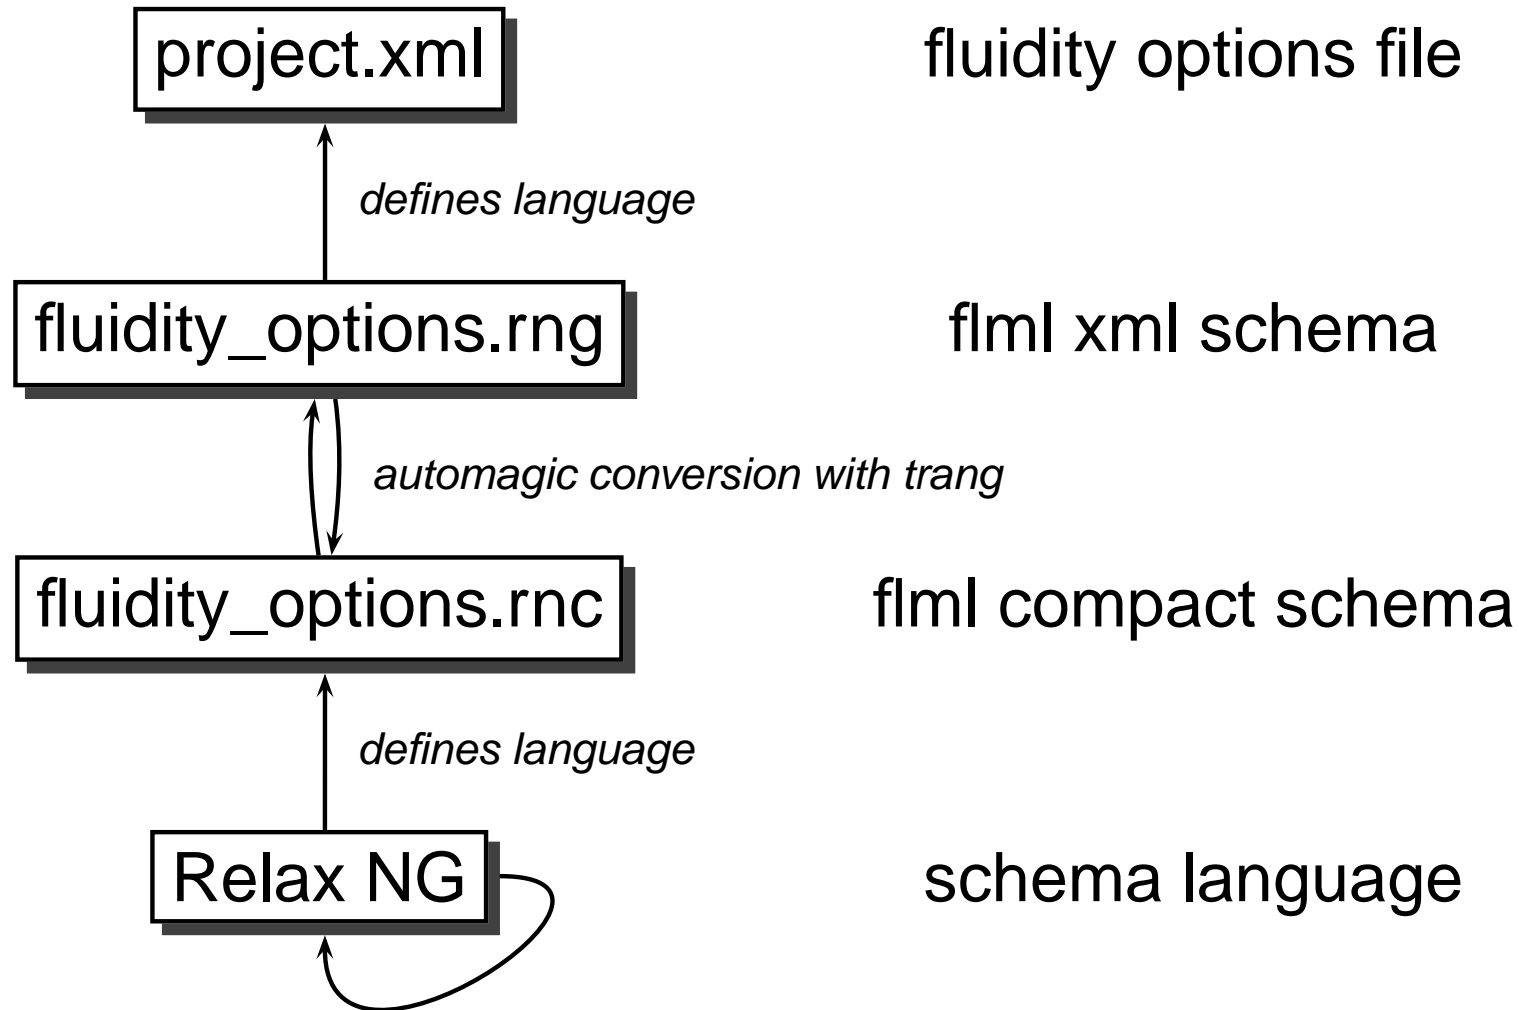 project.xml
fluidity options file
defines language
fluidity_options.rng
flml xml schema
automagic conversion with trang
fluidity_options.rnc
flml compact schema
defines language
Relax NG
schema language